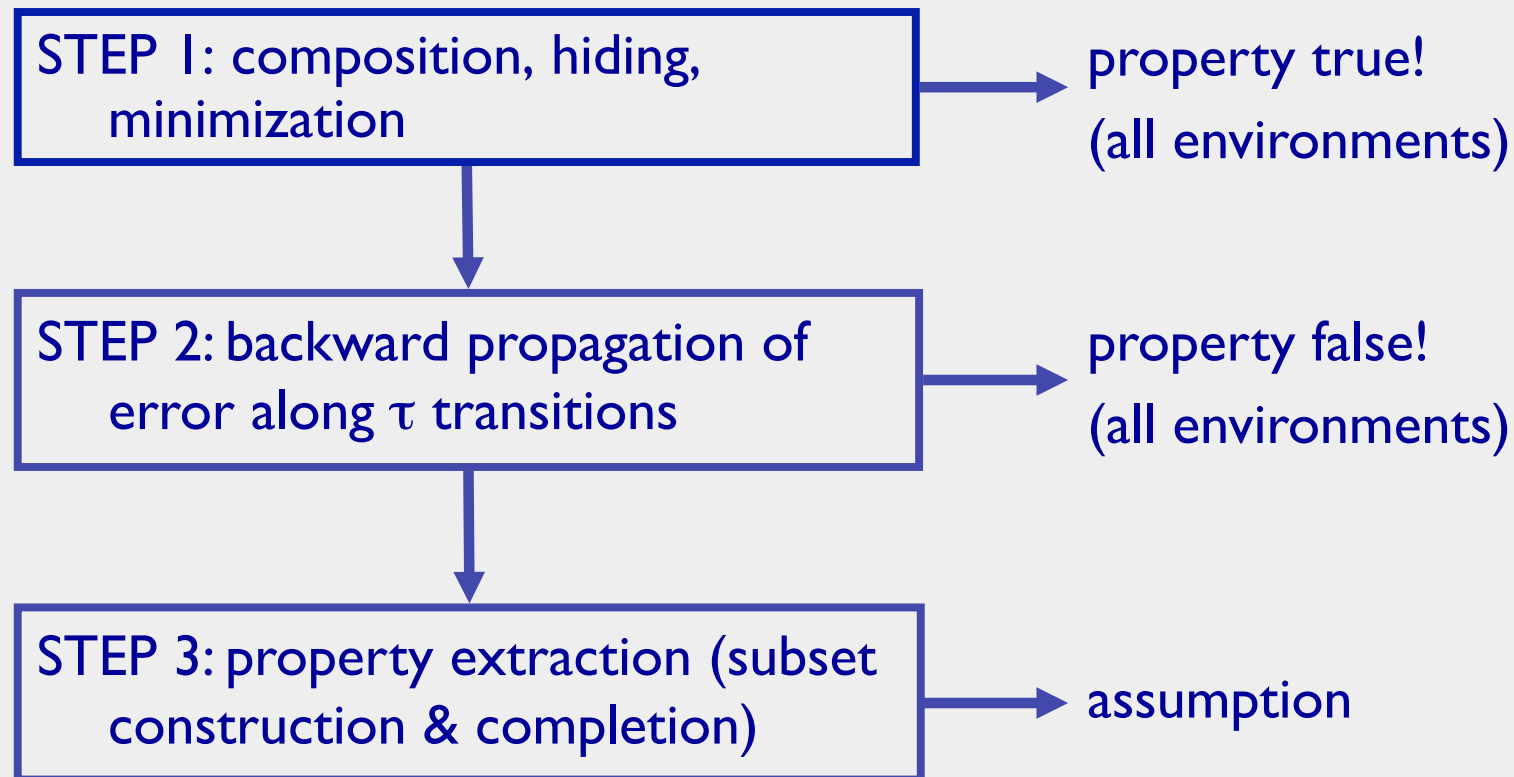 STEP 1: composition, hiding,
minimization
property true!
(all environments)
STEP 2: backward propagation of
error along τ transitions
property false!
(all environments)
STEP 3: property extraction (subset
construction & completion)
assumption